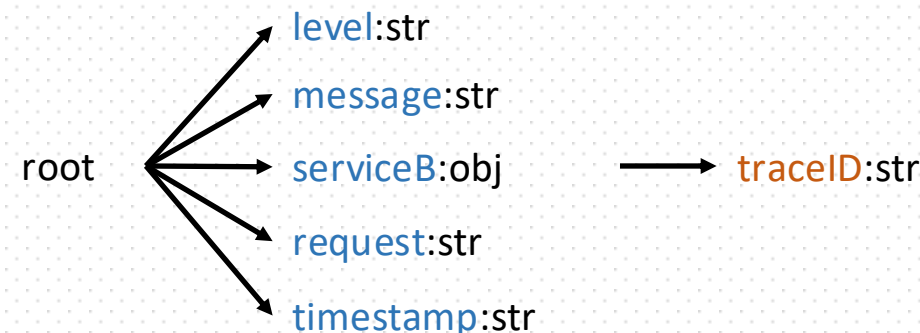 level:str
message:str
root
serviceB:obj
traceID:str
request:str
timestamp:str